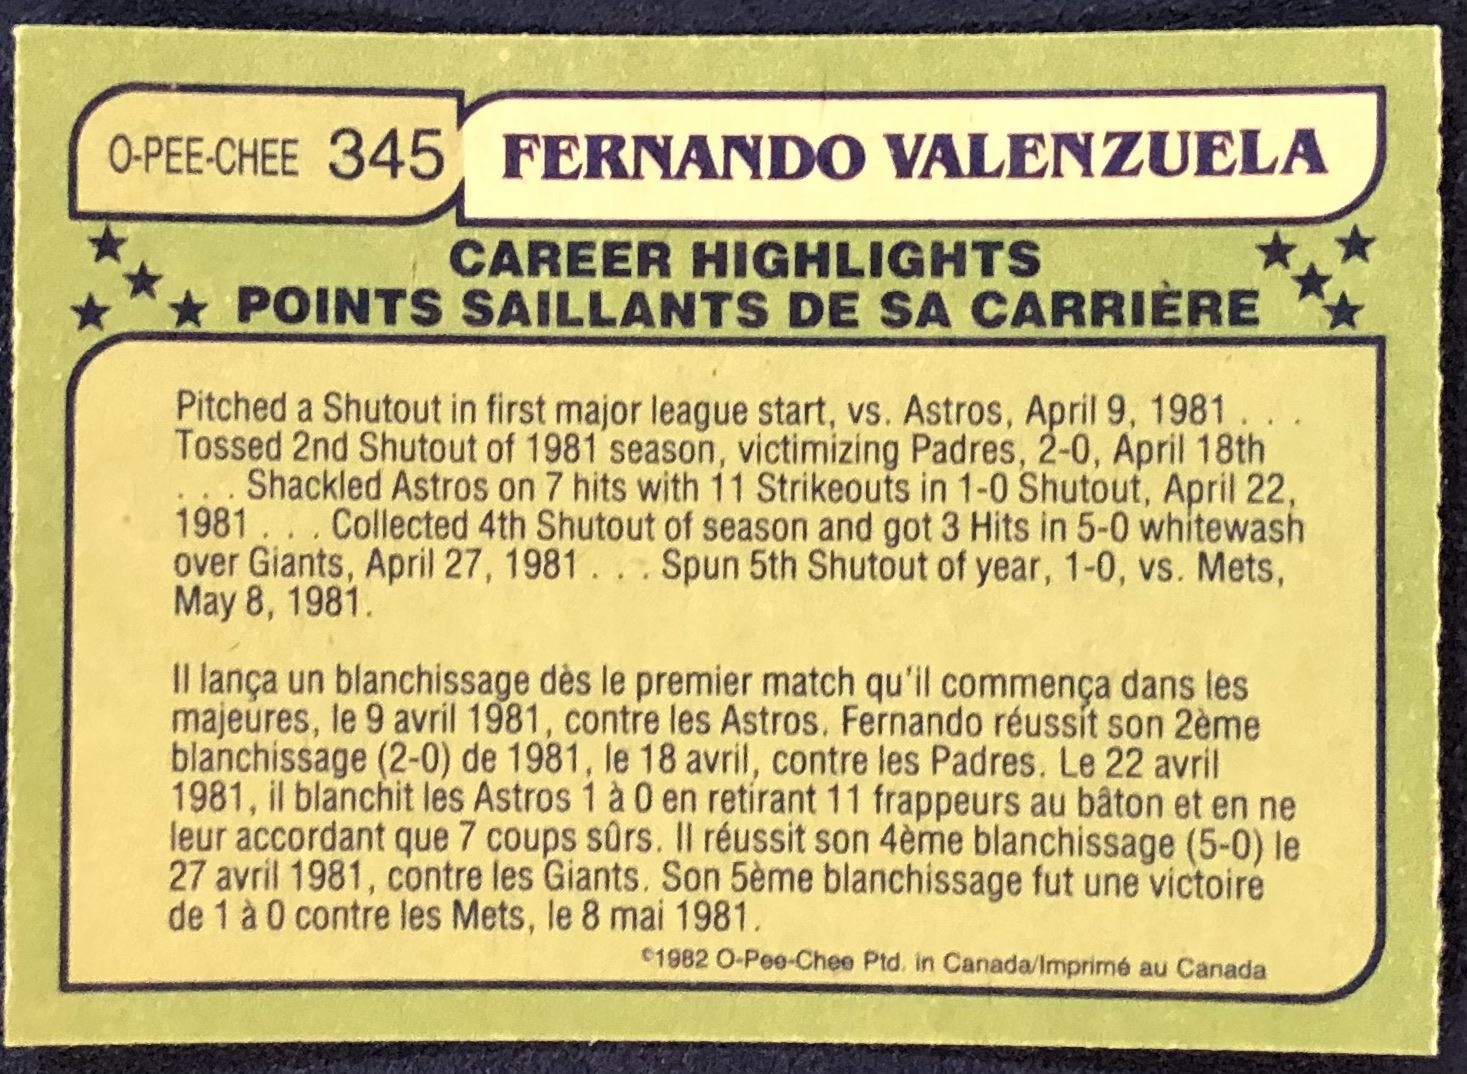 O-PEE-CHEE 345 FERNANDO VALENZUELA
CAREER HIGHLIGHTS
POINTS SAILLANTS DE SA CARRIÈRE
Pitched a Shutout in first major league start, vs. Astros, April 9, 1981 . . .
Tossed 2nd Shutout of 1981 season, victimizing Padres, 2-0, April 18th
. . . Shackled Astros on 7 hits with 11 Strikeouts in 1-0 Shutout, April 22,
1981 . . . Collected 4th Shutout of season and got 3 Hits in 5-0 whitewash
over Giants, April 27, 1981 . . . Spun 5th Shutout of year, 1-0, vs. Mets,
May 8, 1981.
Il lança un blanchissage dès le premier match qu'il commença dans les
majeures, le 9 avril 1981, contre les Astros. Fernando réussit son 2ème
blanchissage (2-0) de 1981, le 18 avril, contre les Padres. Le 22 avril
1981, il blanchit les Astros 1 à 0 en retirant 11 frappeurs au bâton et en ne
leur accordant que 7 coups sûrs. Il réussit son 4ème blanchissage (5-0) le
27 avril 1981, contre les Giants. Son 5ème blanchissage fut une victoire
de 1 à 0 contre les Mets, le 8 mai 1981.
©1982 O-Pee-Chee Ptd. in Canada/Imprimé au Canada